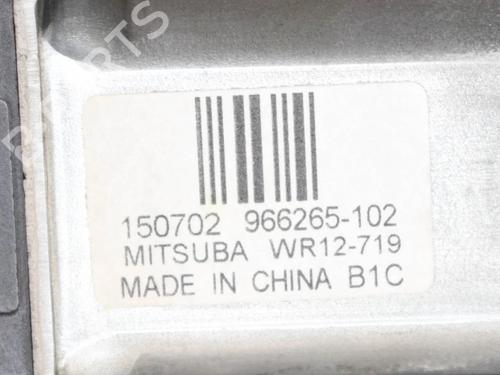 150702 966265-102
MITSUBA WR12-719
MADE IN CHINA B1C